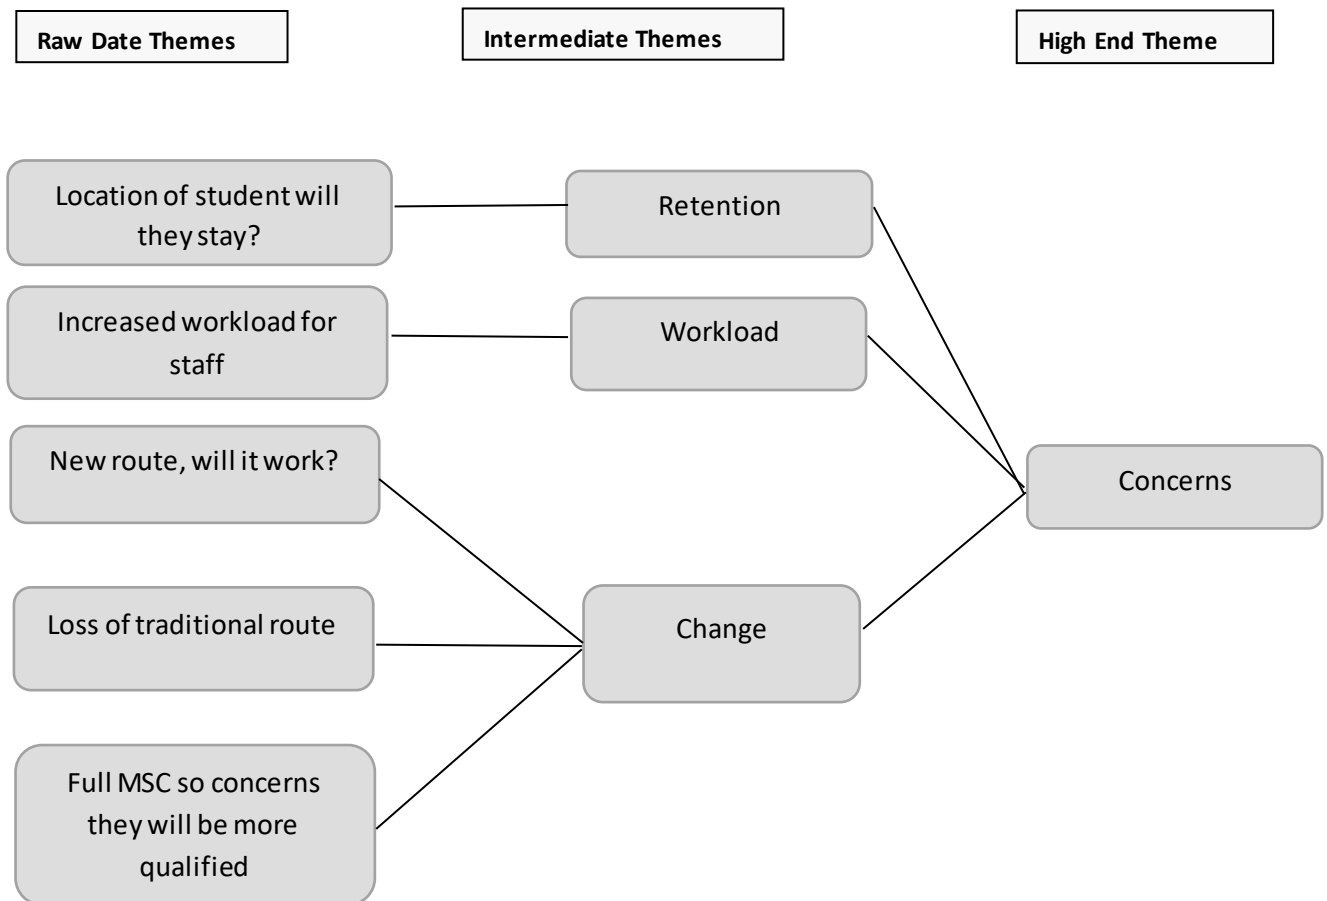 Raw Date Themes
Intermediate Themes
High End Theme
Location of student will
they stay?
Retention
Increased workload for
staff
Workload
New route, will it work?
Concerns
Loss of traditional route
Change
Full MSC so concerns
they will be more
qualified